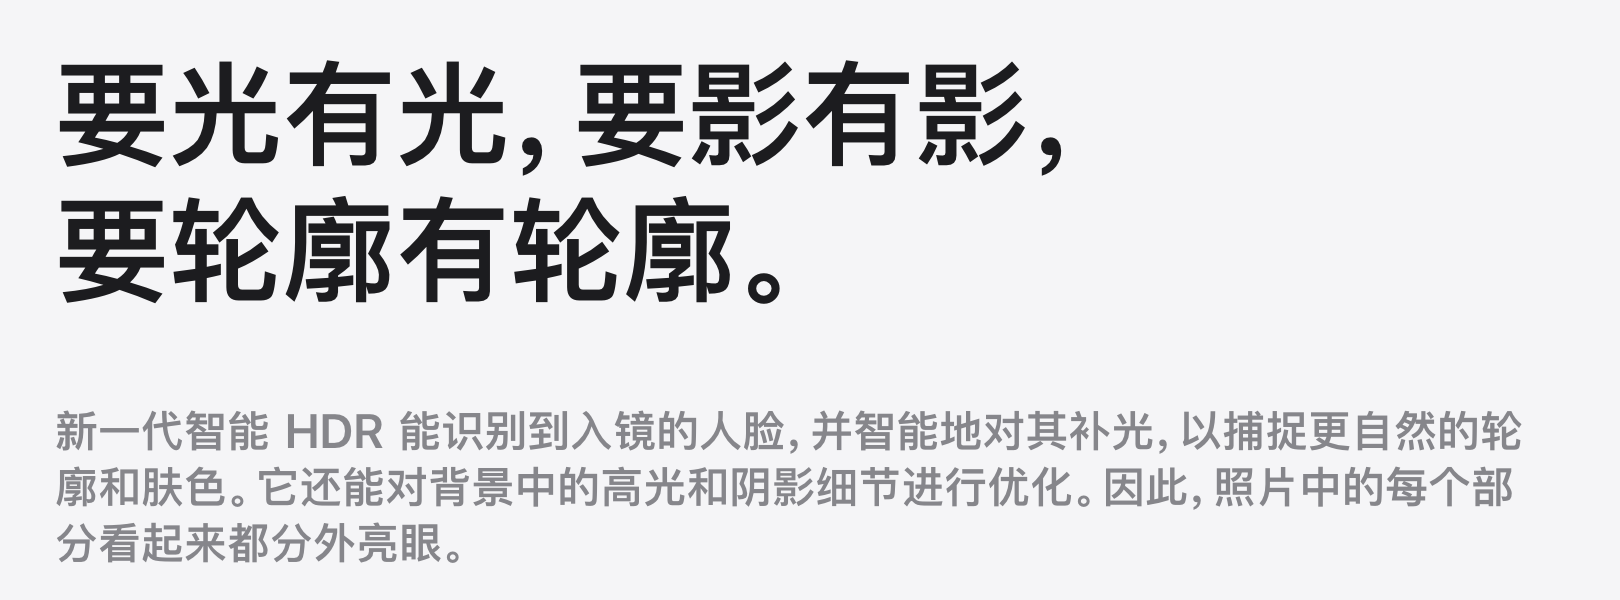 要光有光，要影有影，
要轮廓有轮廓。
新一代智能 HDR 能识别到入镜的人脸，并智能地对其补光，以捕捉更自然的轮
廓和肤色。它还能对背景中的高光和阴影细节进行优化。因此，照片中的每个部
分看起来都分外亮眼。